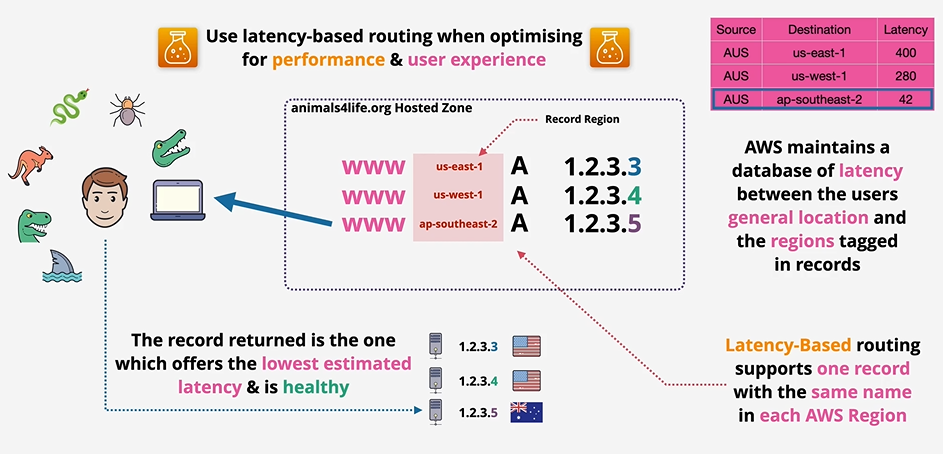 Use latency-based routing when optimising
for performance & user experience
Source Destination Latency
AUS us-east-1 400
AUS us-west-1 280
AUS ap-southeast-2 42
animals4life.org Hosted Zone
Record Region
www us-east-1 A 1.2.3.3
www us-west-1 A 1.2.3.4
www ap-southeast-2 A 1.2.3.5
AWS maintains a
database of latency
between the users
general location and
the regions tagged
in records
The record returned is the one
which offers the lowest estimated
latency & is healthy
1.2.3.3
1.2.3.4
1.2.3.5
Latency-Based routing
supports one record
with the same name
in each AWS Region